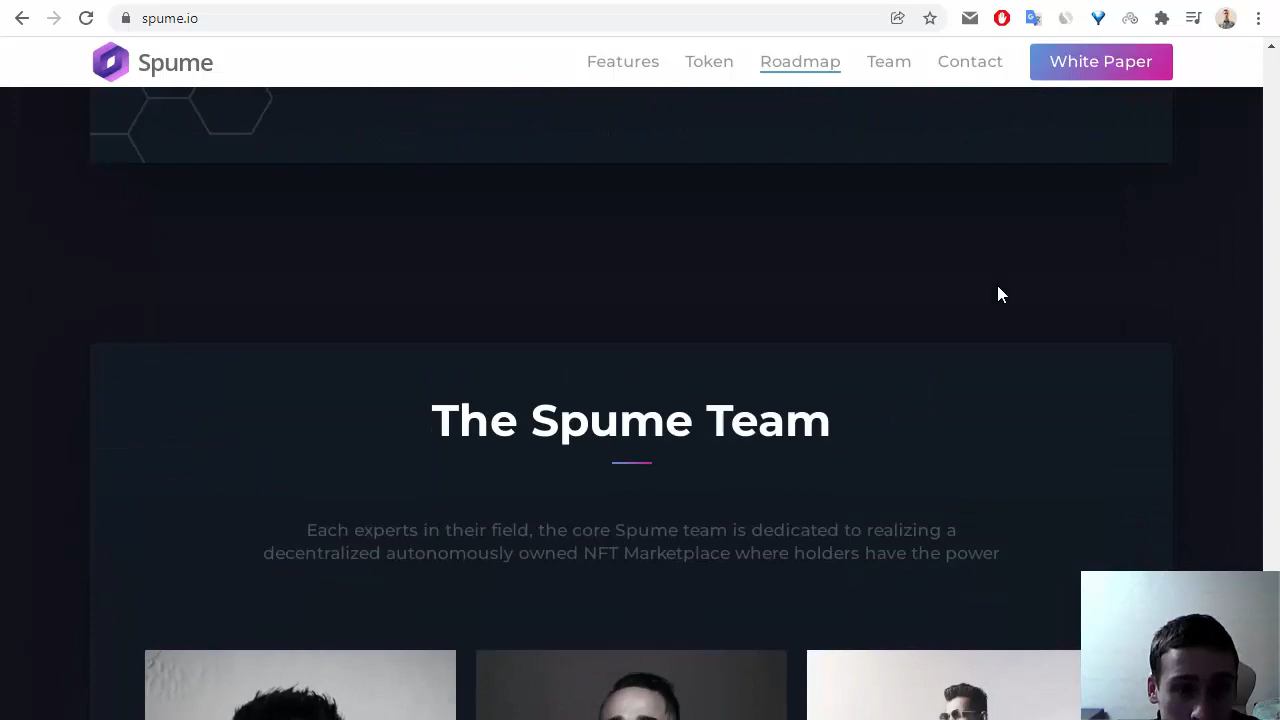 spume.io
Spume
Features
Token
Roadmap
Team
Contact
White Paper
The Spume Team
Each experts in their field, the core Spume team is dedicated to realizing a
decentralized autonomously owned NFT Marketplace where holders have the power